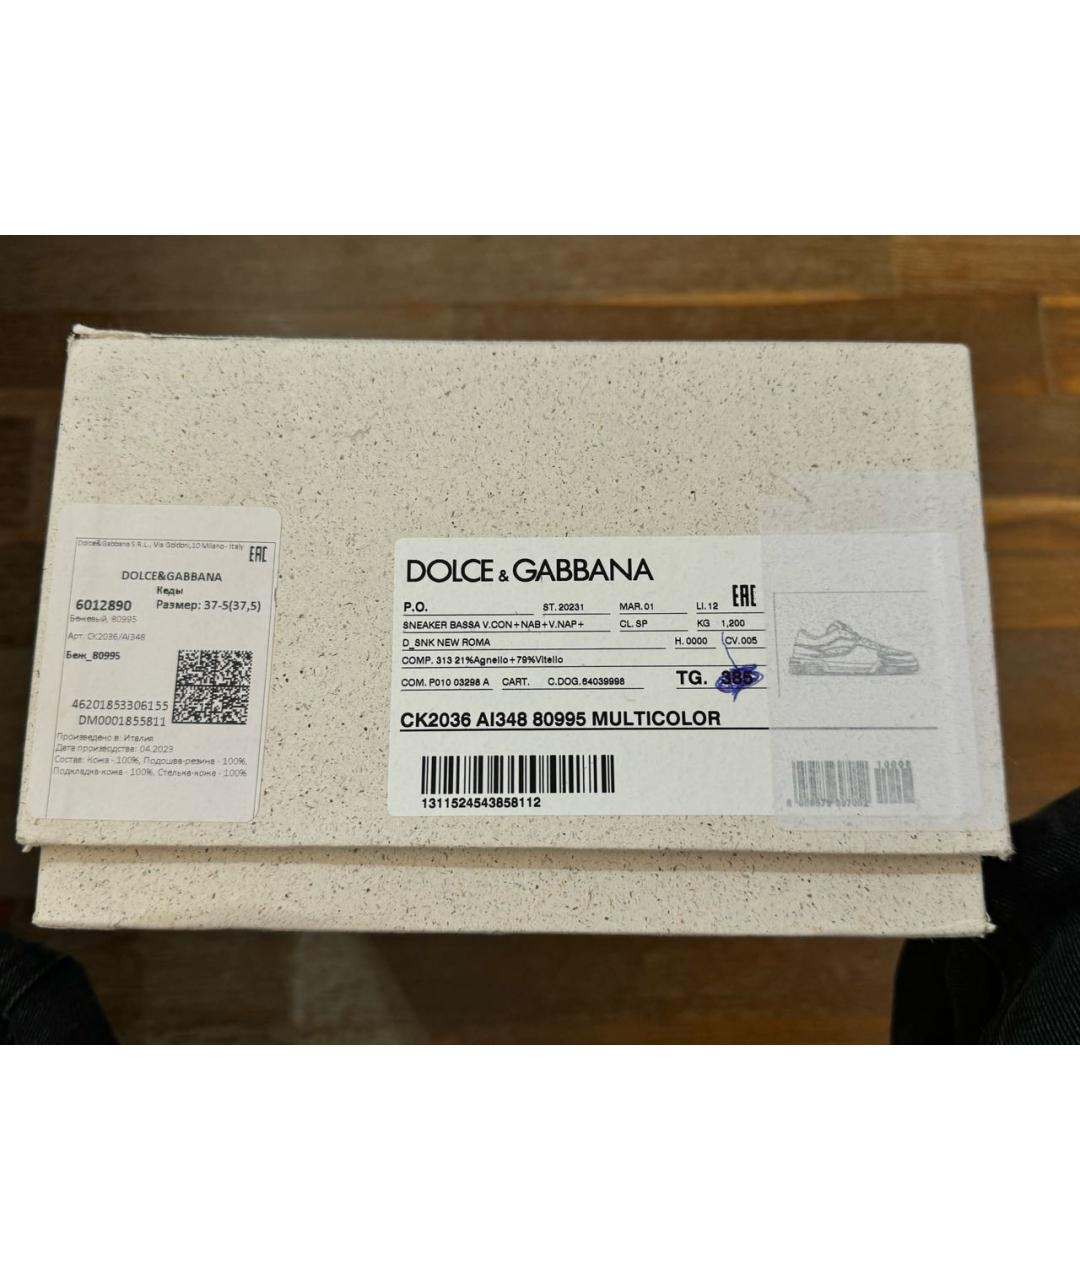 Dolce&Gabbana S.R.L., Via Goldoni,10 Milano - Italy
EAC
DOLCE&GABBANA
Кеды
6012890 Размер: 37-5(37,5)
Бежевый, 80995
Арт. CK2036/AI348
Беж_80995
46201853306155
DM0001855811
Произведено в: Италия
Дата производства: 04.2023
Состав: Кожа - 100%, Подошва-резина - 100%,
Подкладка-кожа - 100%, Стелька-кожа - 100%
DOLCE & GABBANA
EAC
P.O. ST. 20231 MAR. 01 LI. 12
SNEAKER BASSA V.CON+NAB+V.NAP+ CL. SP KG 1,200
D_SNK NEW ROMA H. 0000 CV. 005
COMP. 313 21%Agnello+79%Vitello
COM. P010 03298 A CART. C.DOG. 64039998 TG. 385
CK2036 AI348 80995 MULTICOLOR
1311524543858112